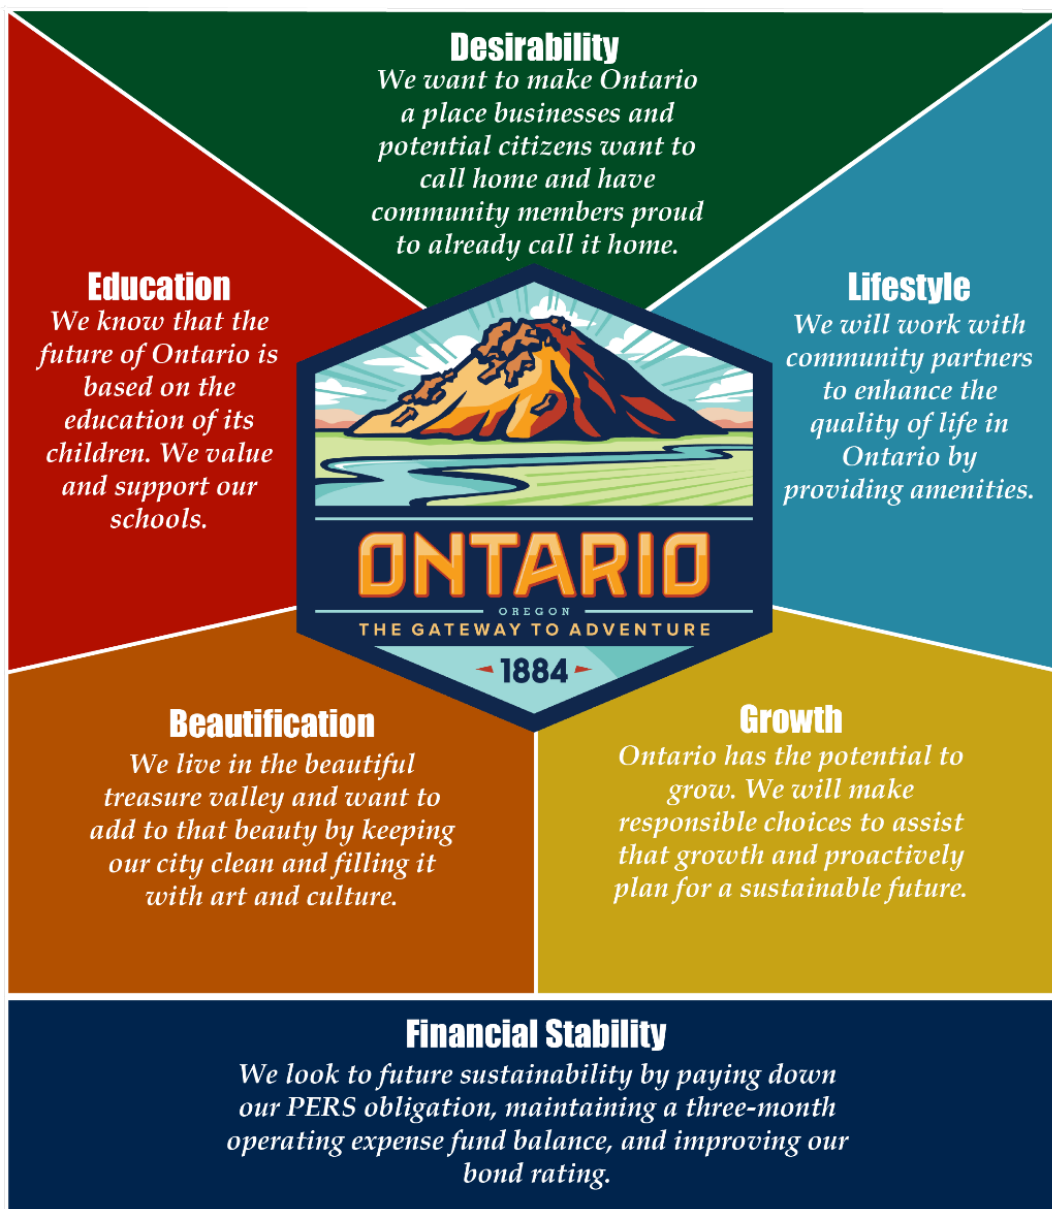 Desirability
We want to make Ontario
a place businesses and
potential citizens want to
call home and have
community members proud
to already call it home.
Education
We know that the
future of Ontario is
based on the
education of its
children. We value
and support our
schools.
Lifestyle
We will work with
community partners
to enhance the
quality of life in
Ontario by
providing amenities.
ONTARIO
OREGON
THE GATEWAY TO ADVENTURE
1884
Beautification
We live in the beautiful
treasure valley and want to
add to that beauty by keeping
our city clean and filling it
with art and culture.
Growth
Ontario has the potential to
grow. We will make
responsible choices to assist
that growth and proactively
plan for a sustainable future.
Financial Stability
We look to future sustainability by paying down
our PERS obligation, maintaining a three-month
operating expense fund balance, and improving our
bond rating.